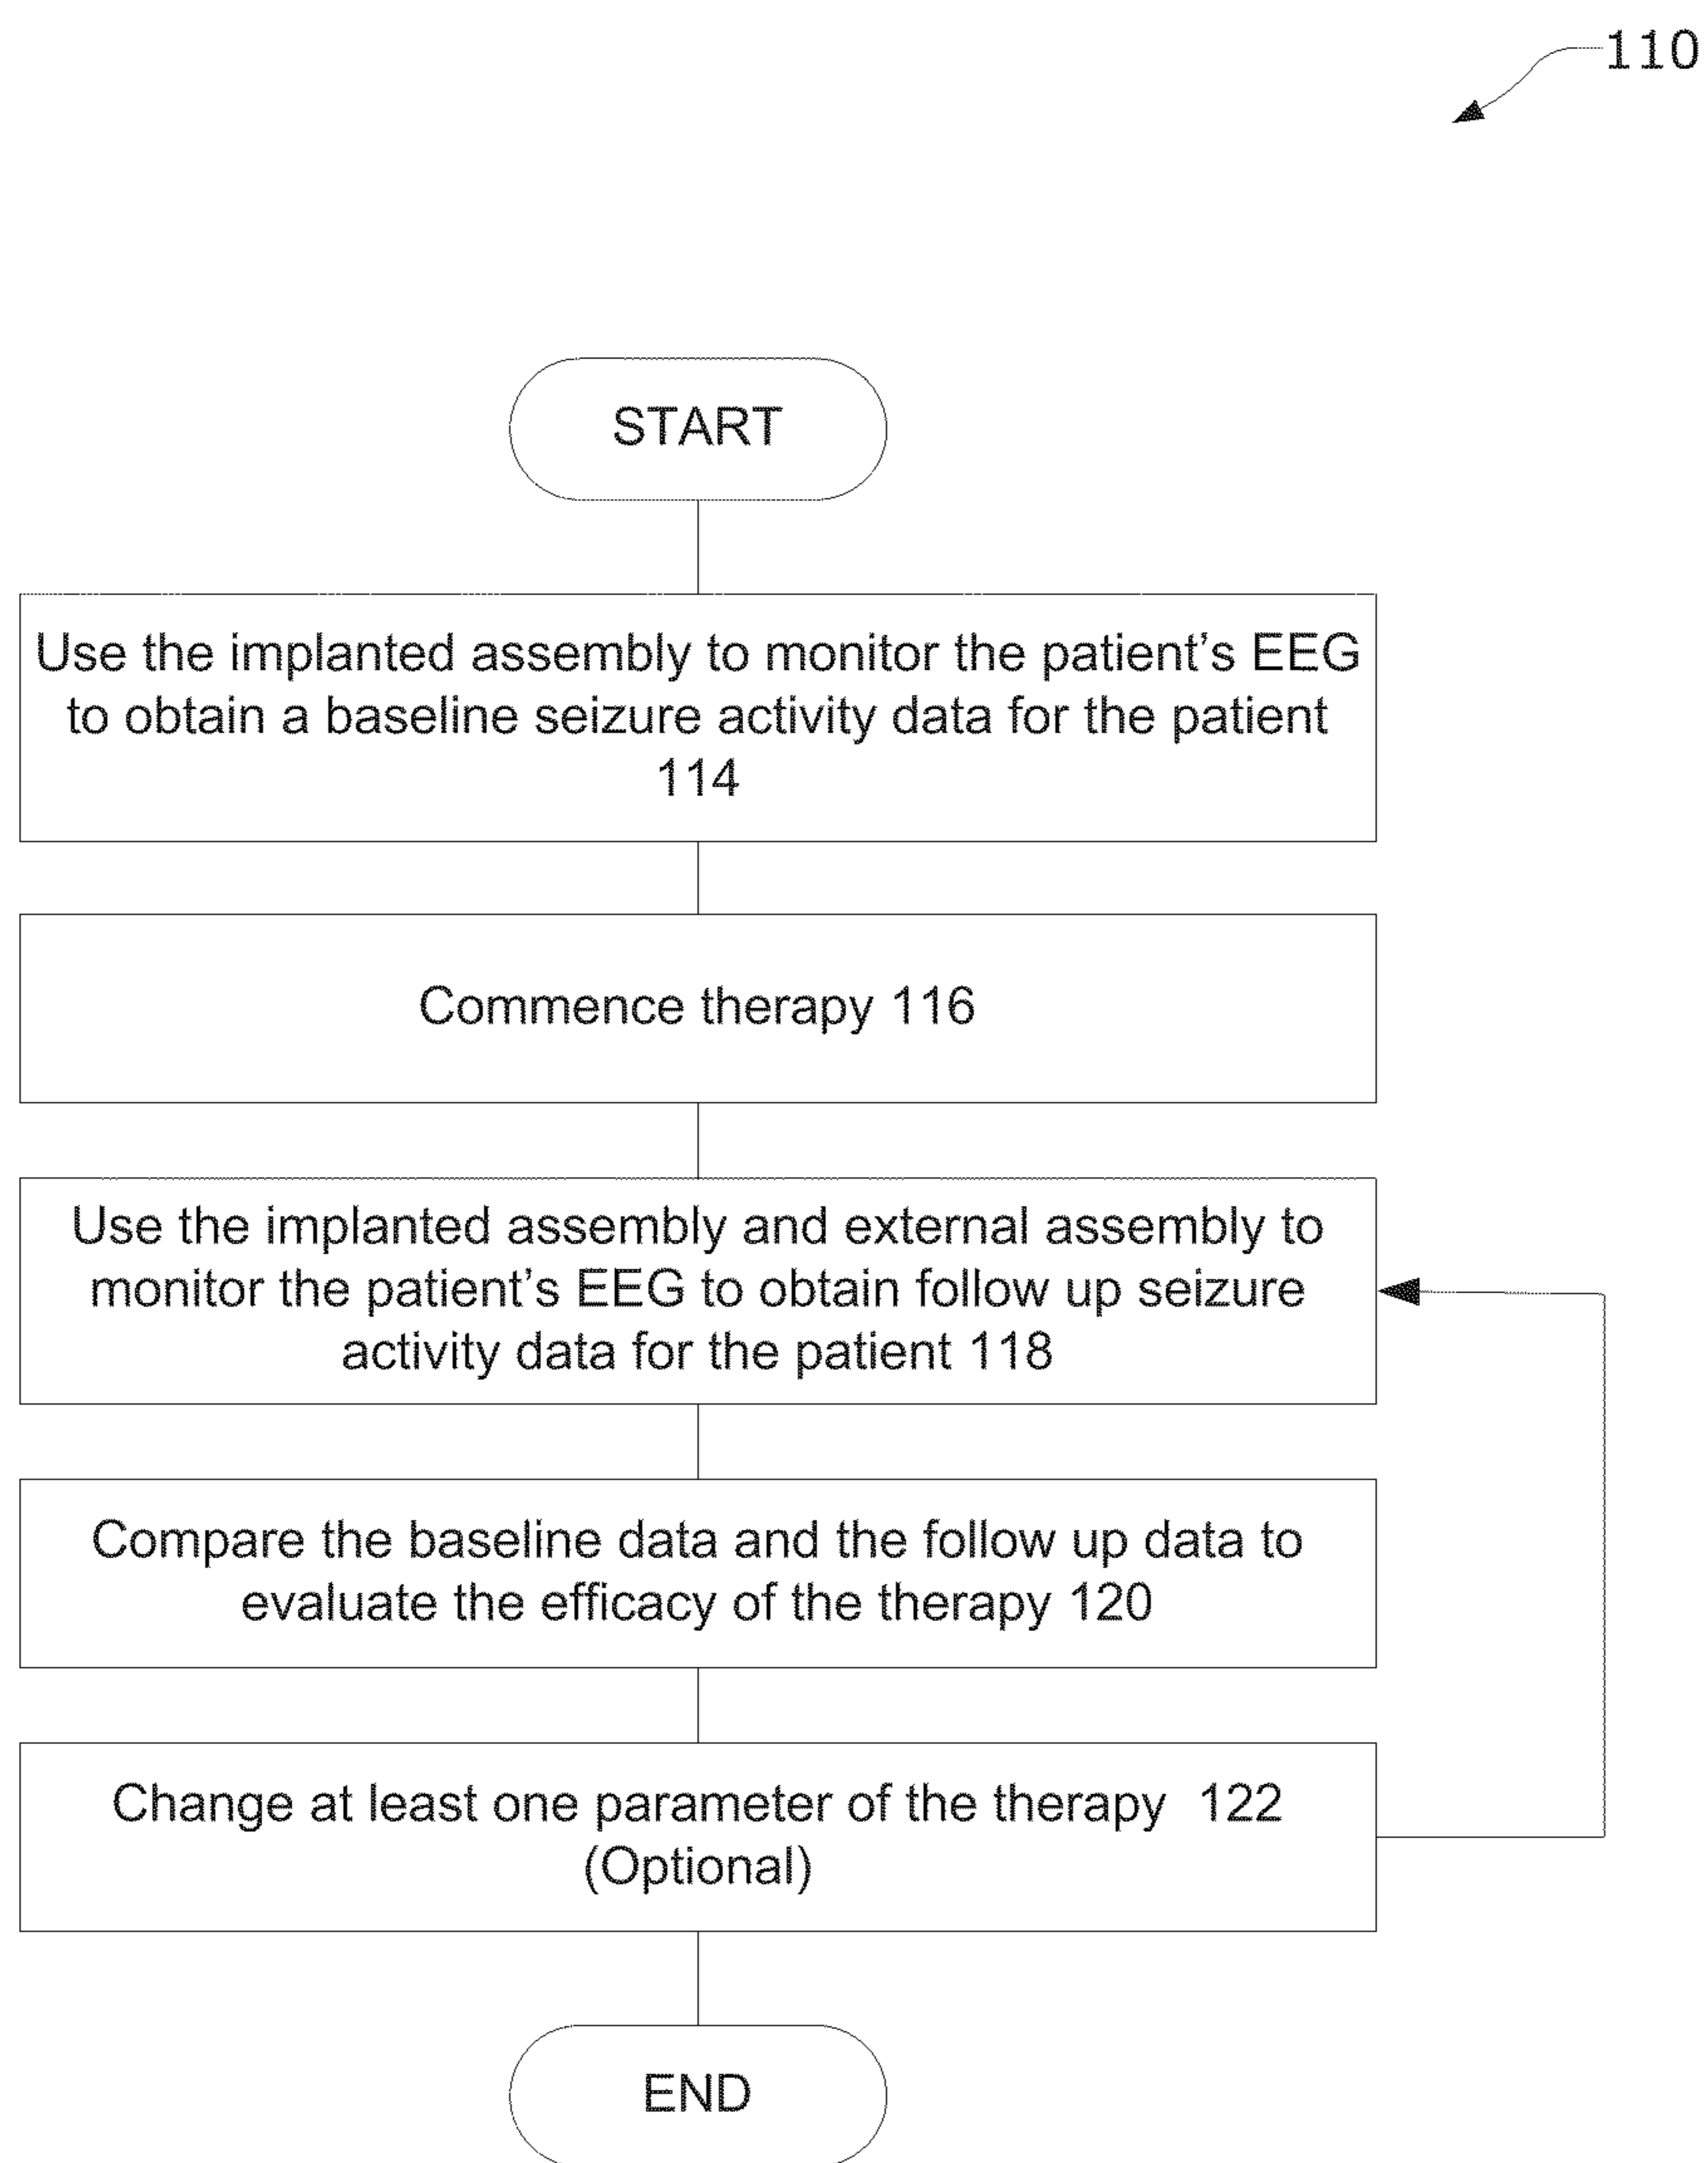 110
START
Use the implanted assembly to monitor the patient’s EEG
to obtain a baseline seizure activity data for the patient
114
Commence therapy 116
Use the implanted assembly and external assembly to
monitor the patient’s EEG to obtain follow up seizure
activity data for the patient 118
Compare the baseline data and the follow up data to
evaluate the efficacy of the therapy 120
Change at least one parameter of the therapy 122
(Optional)
END